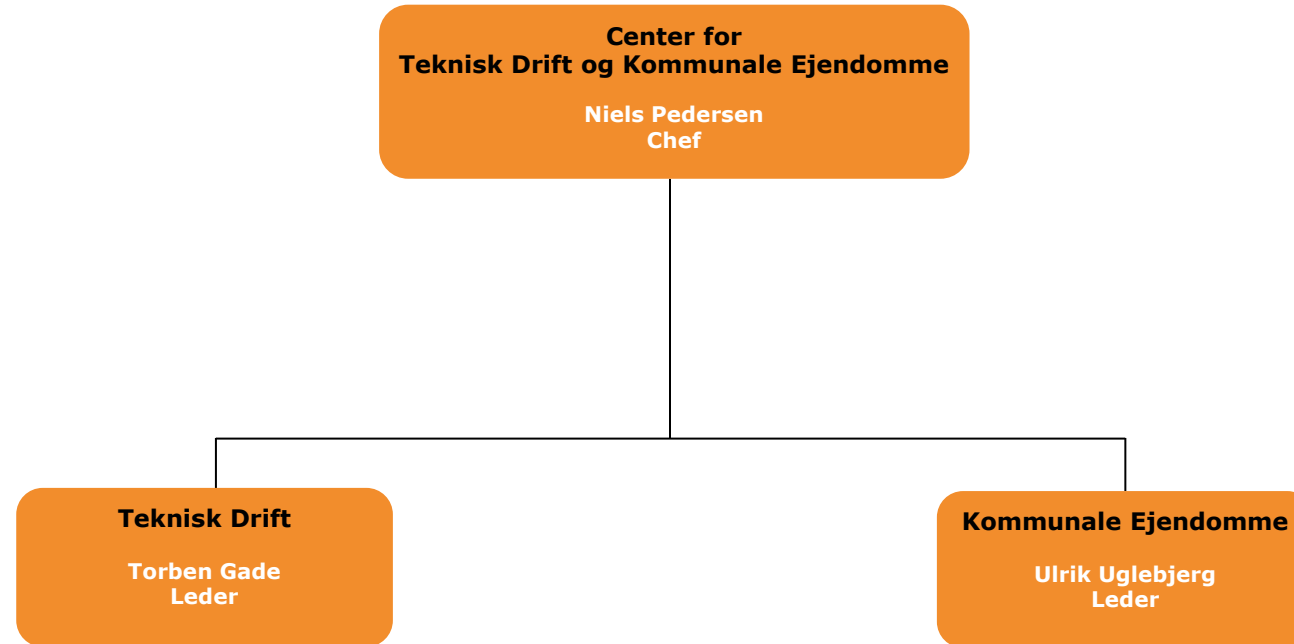 Center for
Teknisk Drift og Kommunale Ejendomme
Niels Pedersen
Chef
Teknisk Drift
Torben Gade
Leder
Kommunale Ejendomme
Ulrik Uglebjerg
Leder